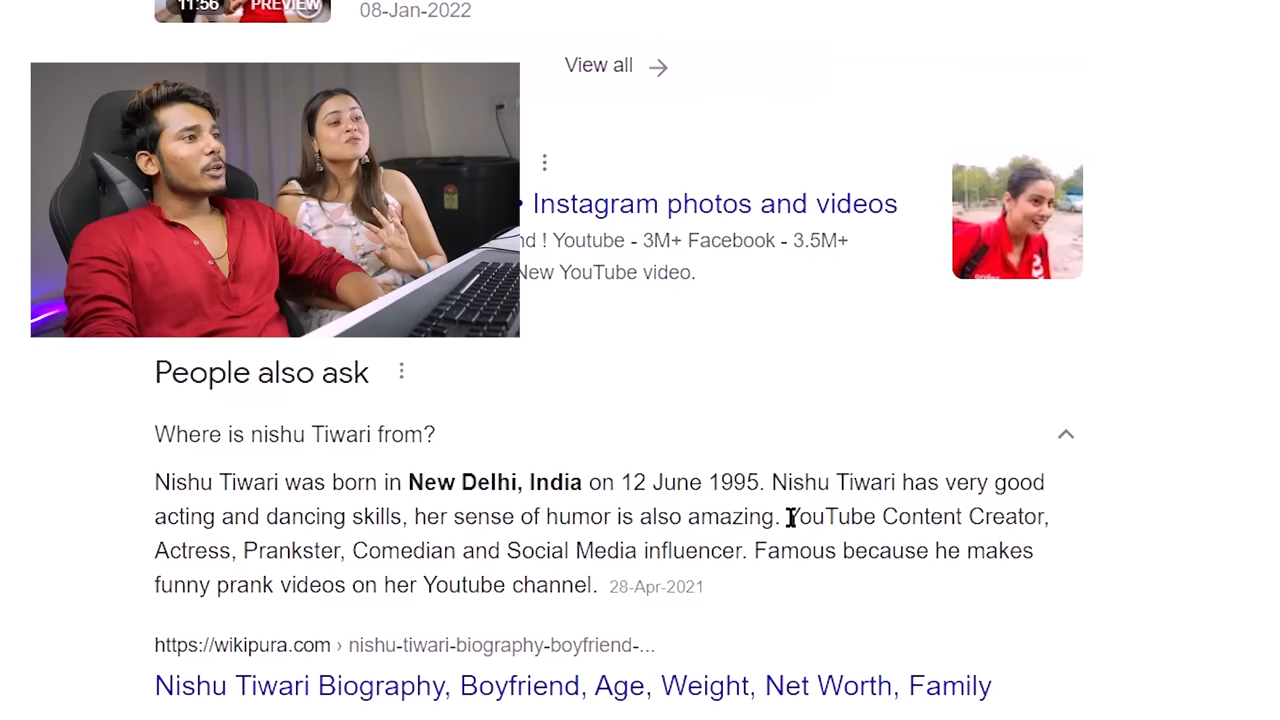 11:56 PREVIEW
08-Jan-2022
View all
• Instagram photos and videos
nd ! Youtube - 3M+ Facebook - 3.5M+
New YouTube video.
People also ask
Where is nishu Tiwari from?
Nishu Tiwari was born in New Delhi, India on 12 June 1995. Nishu Tiwari has very good
acting and dancing skills, her sense of humor is also amazing. YouTube Content Creator,
Actress, Prankster, Comedian and Social Media influencer. Famous because he makes
funny prank videos on her Youtube channel. 28-Apr-2021
https://wikipura.com › nishu-tiwari-biography-boyfriend-...
Nishu Tiwari Biography, Boyfriend, Age, Weight, Net Worth, Family